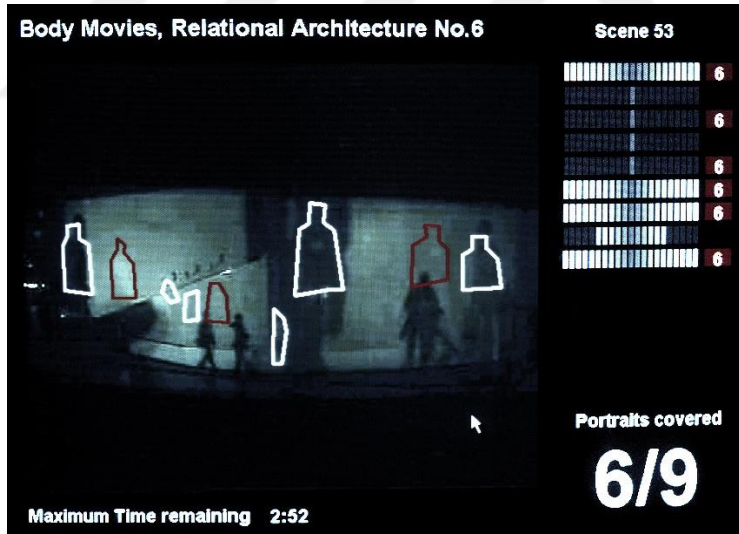 Body Movies, Relational Architecture No.6
Scene 53
6
6
6
6
6
6
Portraits covered
6/9
Maximum Time remaining 2:52